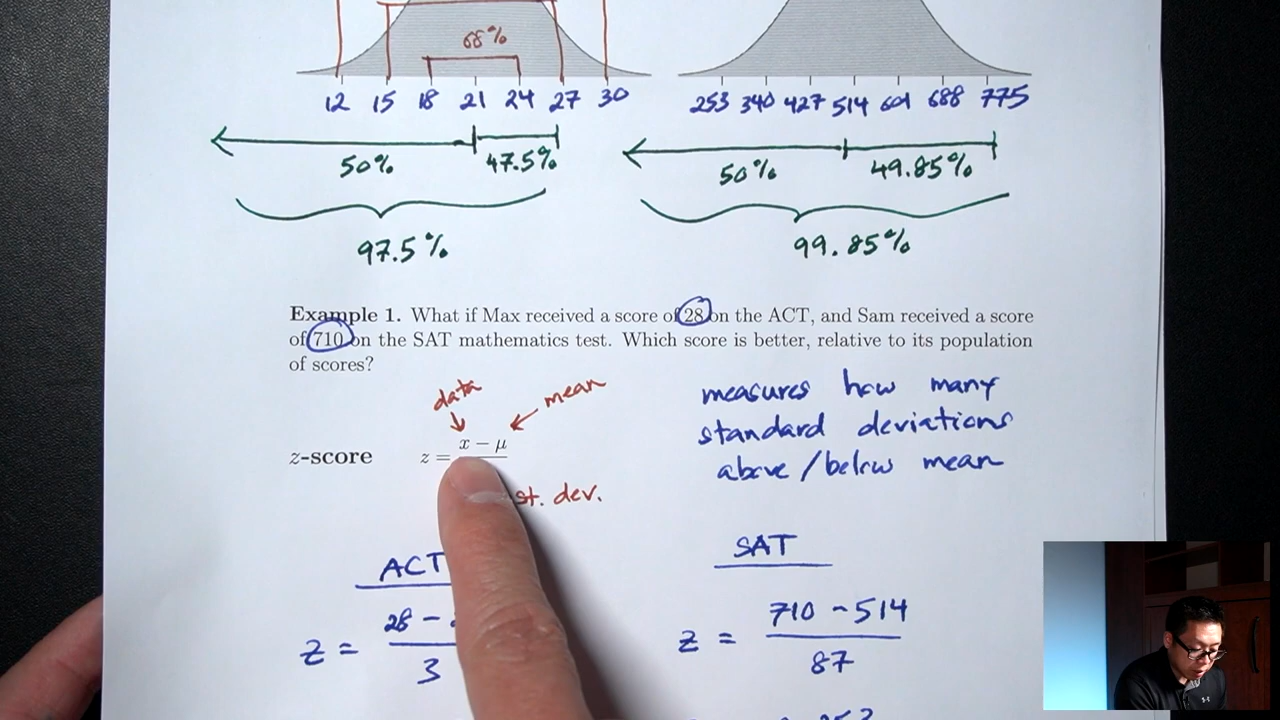 68%
12 15 18 21 24 27 30
253 340 427 514 601 688 775
50% 47.5%
50% 49.85%
97.5%
99.85%
Example 1. What if Max received a score of 28 on the ACT, and Sam received a score
of 710 on the SAT mathematics test. Which score is better, relative to its population
of scores?
data
mean
z-score z = x − μ
st. dev.
measures how many
standard deviations
above/below mean
ACT
z = 28 −
3
SAT
z = 710 − 514
87